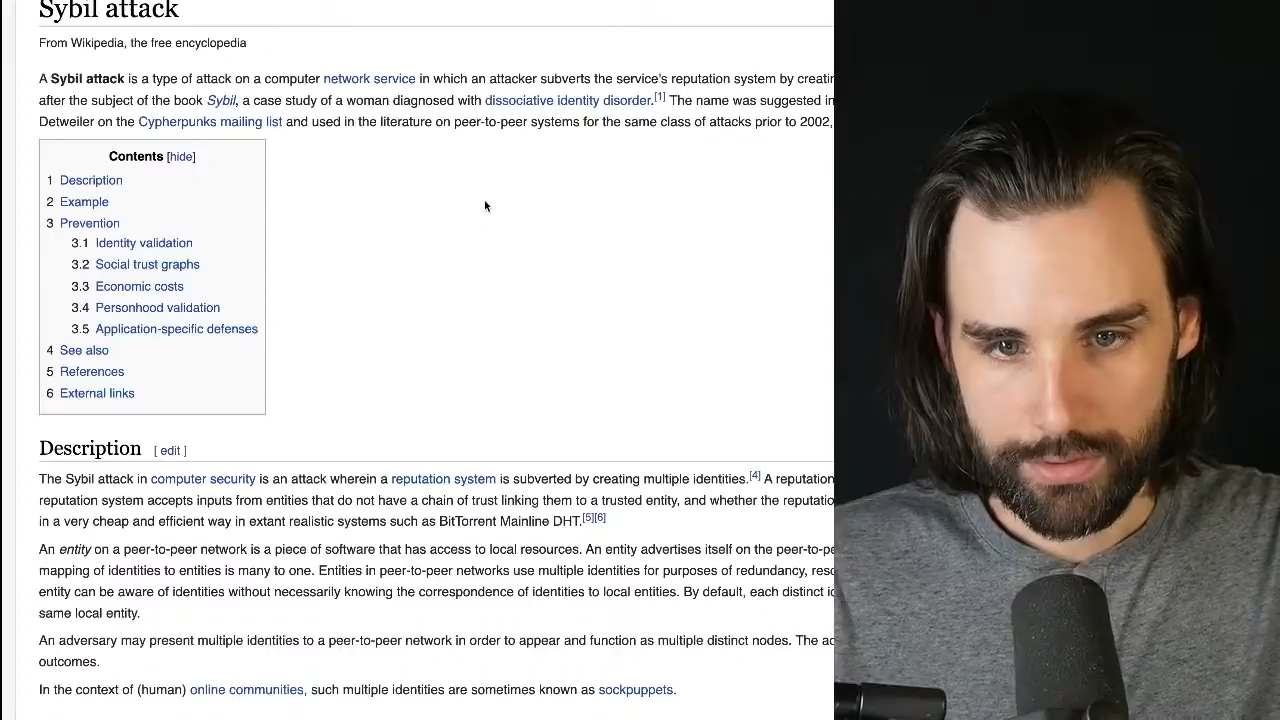 Sybil attack
From Wikipedia, the free encyclopedia
A Sybil attack is a type of attack on a computer network service in which an attacker subverts the service's reputation system by
after the subject of the book Sybil, a case study of a woman diagnosed with dissociative identity disorder.[1] The name was suggested in
Detweiler on the Cypherpunks mailing list and used in the literature on peer-to-peer systems for the same class of attacks prior to 2002,
Contents [hide]
1 Description
2 Example
3 Prevention
3.1 Identity validation
3.2 Social trust graphs
3.3 Economic costs
3.4 Personhood validation
3.5 Application-specific defenses
4 See also
5 References
6 External links
Description [ edit ]
The Sybil attack in computer security is an attack wherein a reputation system is subverted by creating multiple identities.[4] A reputation
reputation system accepts inputs from entities that do not have a chain of trust linking them to a trusted entity, and whether the
in a very cheap and efficient way in extant realistic systems such as BitTorrent Mainline DHT.[5][6]
An entity on a peer-to-peer network is a piece of software that has access to local resources. An entity advertises itself on the
mapping of identities to entities is many to one. Entities in peer-to-peer networks use multiple identities for purposes of redundancy,
entity can be aware of identities without necessarily knowing the correspondence of identities to local entities. By default, each distinct
same local entity.
An adversary may present multiple identities to a peer-to-peer network in order to appear and function as multiple distinct nodes. The
outcomes.
In the context of (human) online communities, such multiple identities are sometimes known as sockpuppets.